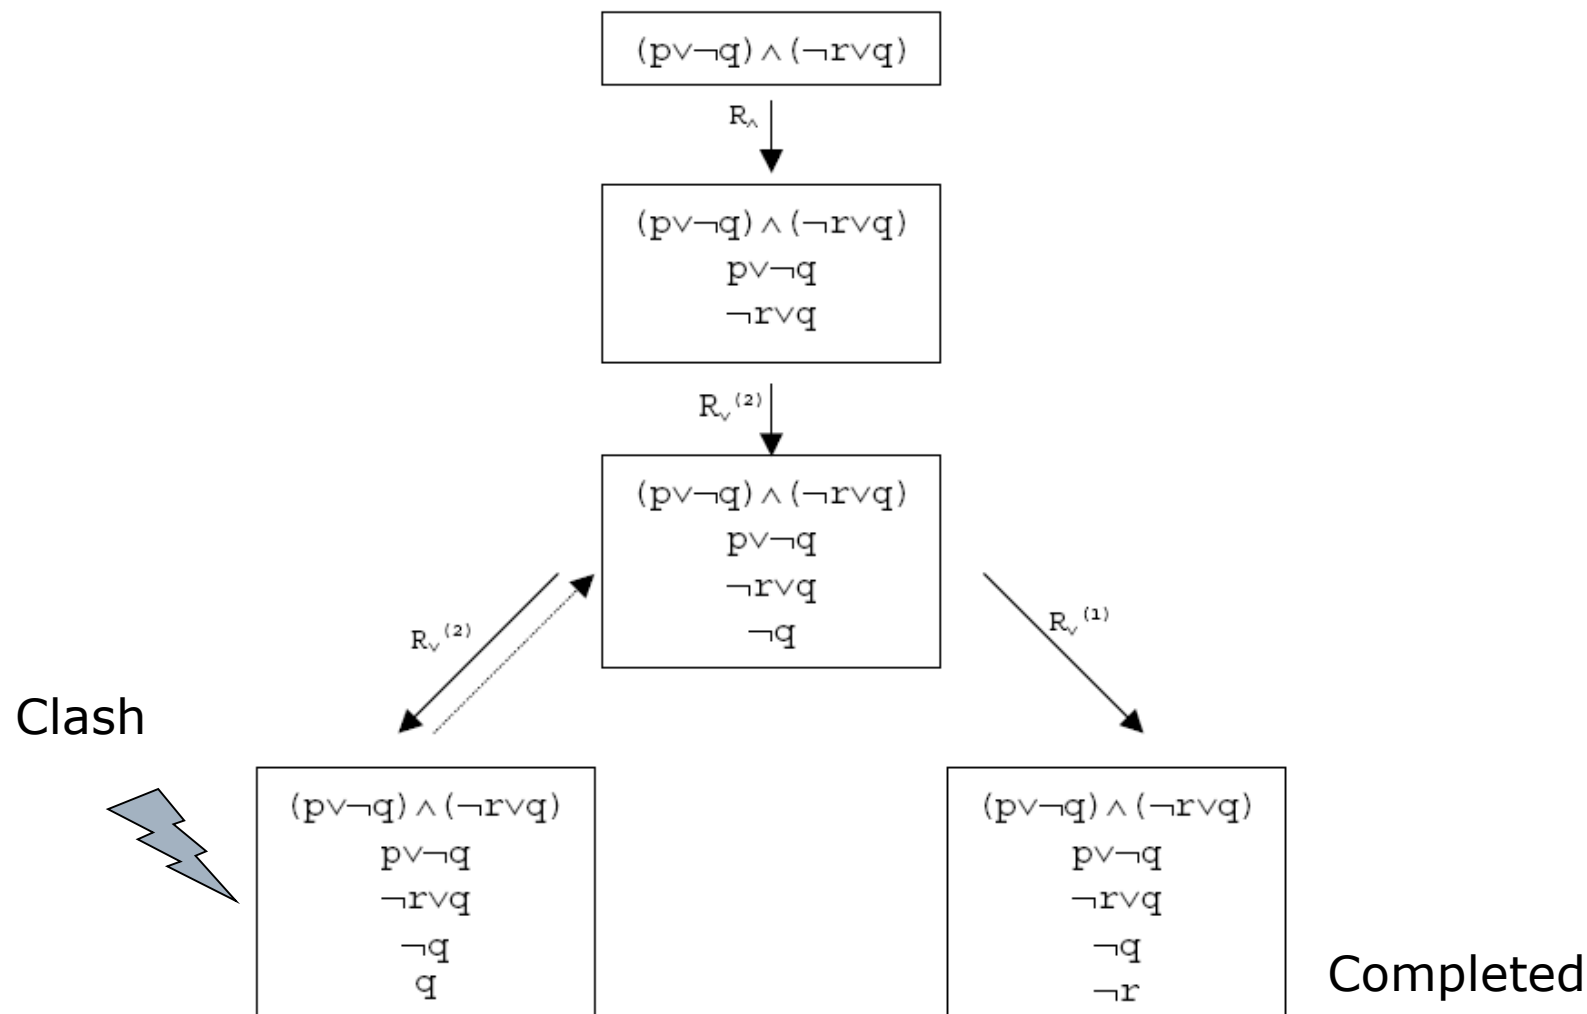 (p∨¬q)∧(¬r∨q)
R∧
(p∨¬q)∧(¬r∨q)
p∨¬q
¬r∨q
R∨(2)
(p∨¬q)∧(¬r∨q)
p∨¬q
¬r∨q
¬q
R∨(2)
R∨(1)
Clash
(p∨¬q)∧(¬r∨q)
p∨¬q
¬r∨q
¬q
q
(p∨¬q)∧(¬r∨q)
p∨¬q
¬r∨q
¬q
¬r
Completed